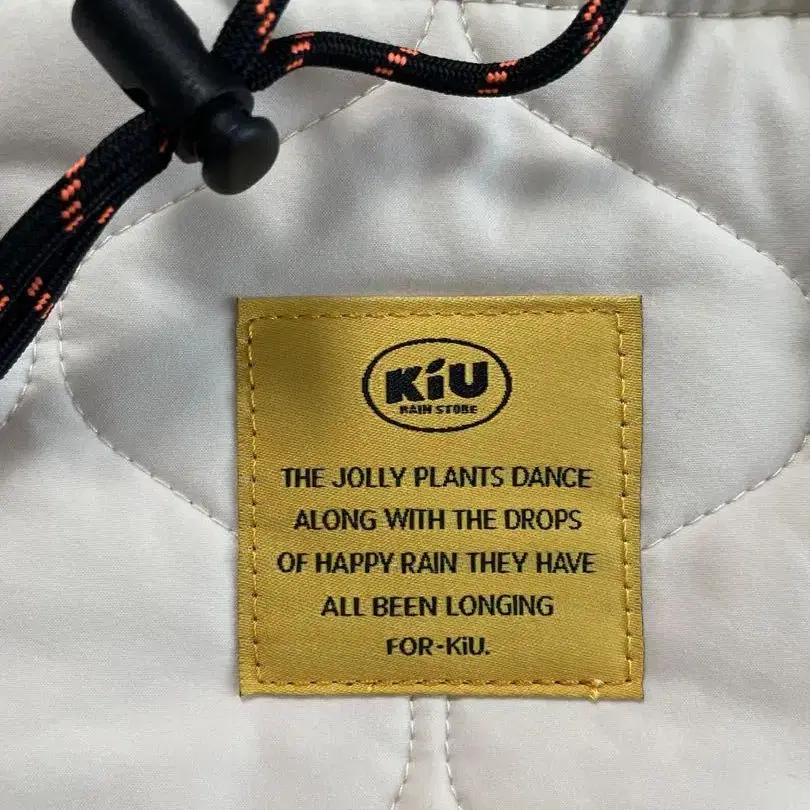 KiU
RAIN STORE
THE JOLLY PLANTS DANCE
ALONG WITH THE DROPS
OF HAPPY RAIN THEY HAVE
ALL BEEN LONGING
FOR-KiU.